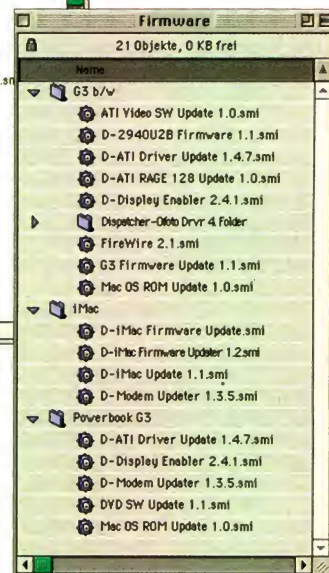 .sn
Firmware
21 Objekte, 0 KB frei
Name
G3 b/w
ATI Video SW Update 1.0.smi
D-2940U2B Firmware 1.1.smi
D-ATI Driver Update 1.4.7.smi
D-ATI RAGE 128 Update 1.0.smi
D-Display Enabler 2.4.1.smi
Dispatcher-Ofoto Drvr 4. Folder
FireWire 2.1.smi
G3 Firmware Update 1.1.smi
Mac OS ROM Update 1.0.smi
iMac
D-iMac Firmware Update.smi
D-iMac Firmware Updater 1.2.smi
D-iMac Update 1.1.smi
D-Modem Updater 1.3.5.smi
Powerbook G3
D-ATI Driver Update 1.4.7.smi
D-Display Enabler 2.4.1.smi
D-Modem Updater 1.3.5.smi
DVD SW Update 1.1.smi
Mac OS ROM Update 1.0.smi